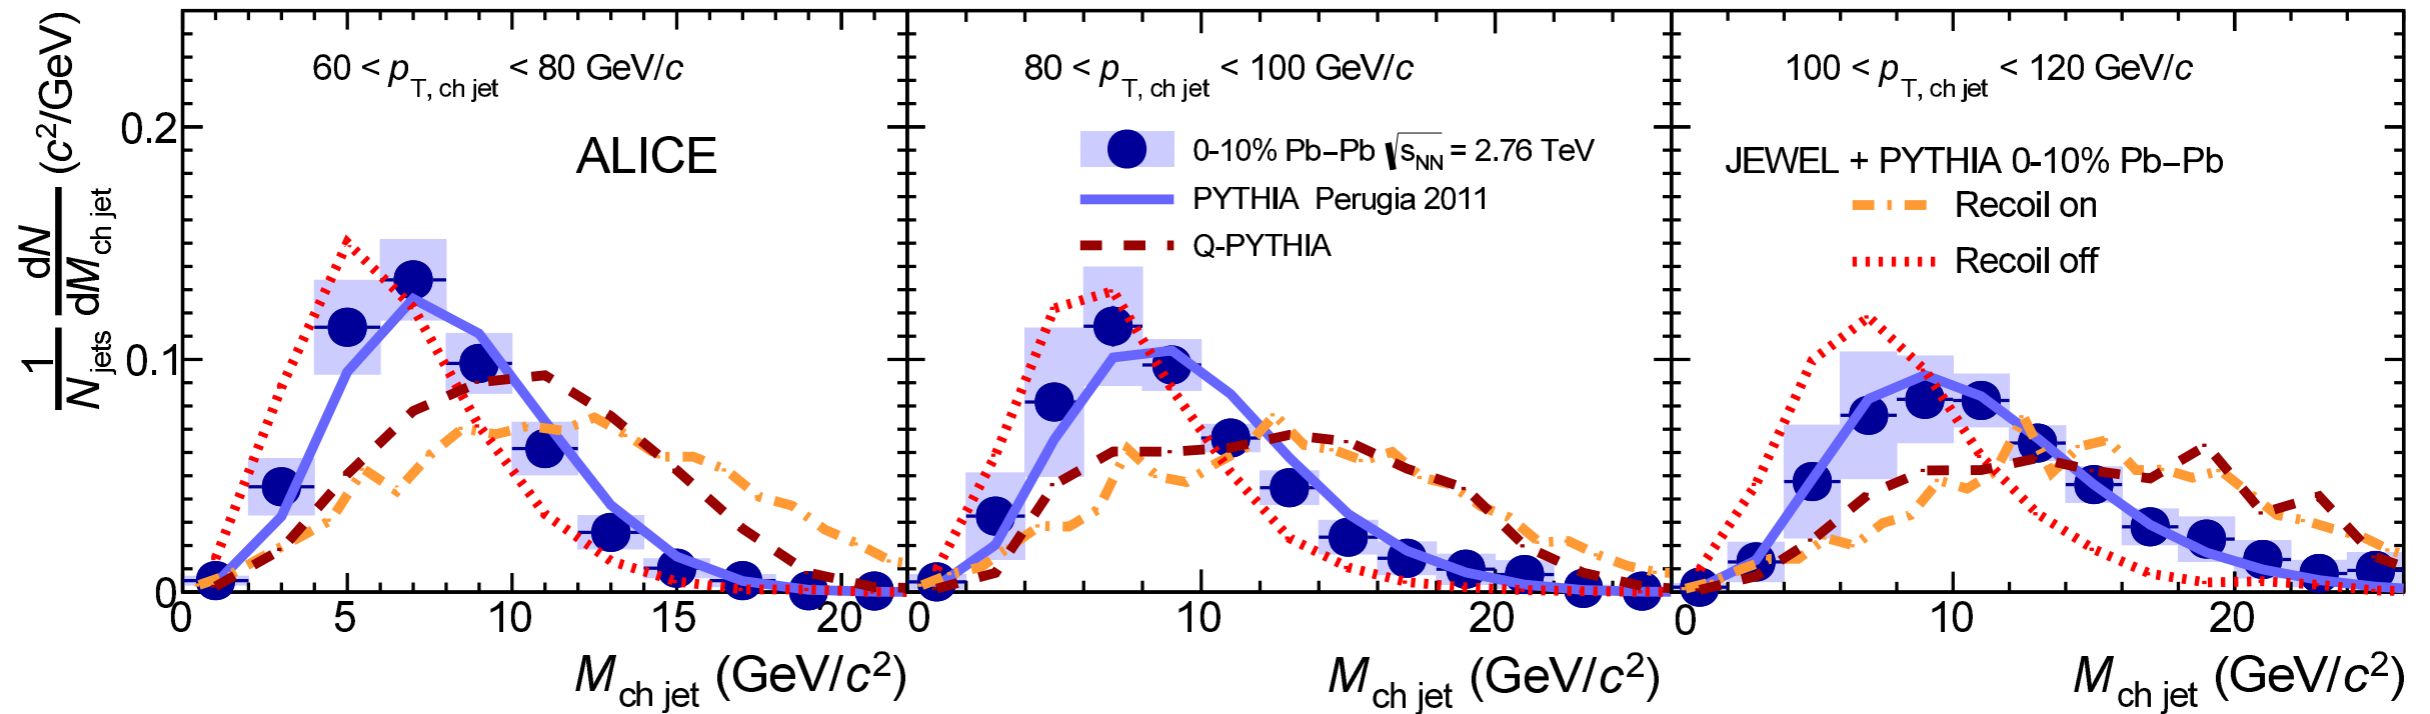 1/N_jets dN/dM_ch jet (c²/GeV)
60 < p_T, ch jet < 80 GeV/c
80 < p_T, ch jet < 100 GeV/c
100 < p_T, ch jet < 120 GeV/c
ALICE
0-10% Pb–Pb √s_NN = 2.76 TeV
PYTHIA Perugia 2011
Q-PYTHIA
JEWEL + PYTHIA 0-10% Pb–Pb
Recoil on
Recoil off
0.2
0.1
0
0 5 10 15 20
0 10 20
0 10 20
M_ch jet (GeV/c²)
M_ch jet (GeV/c²)
M_ch jet (GeV/c²)